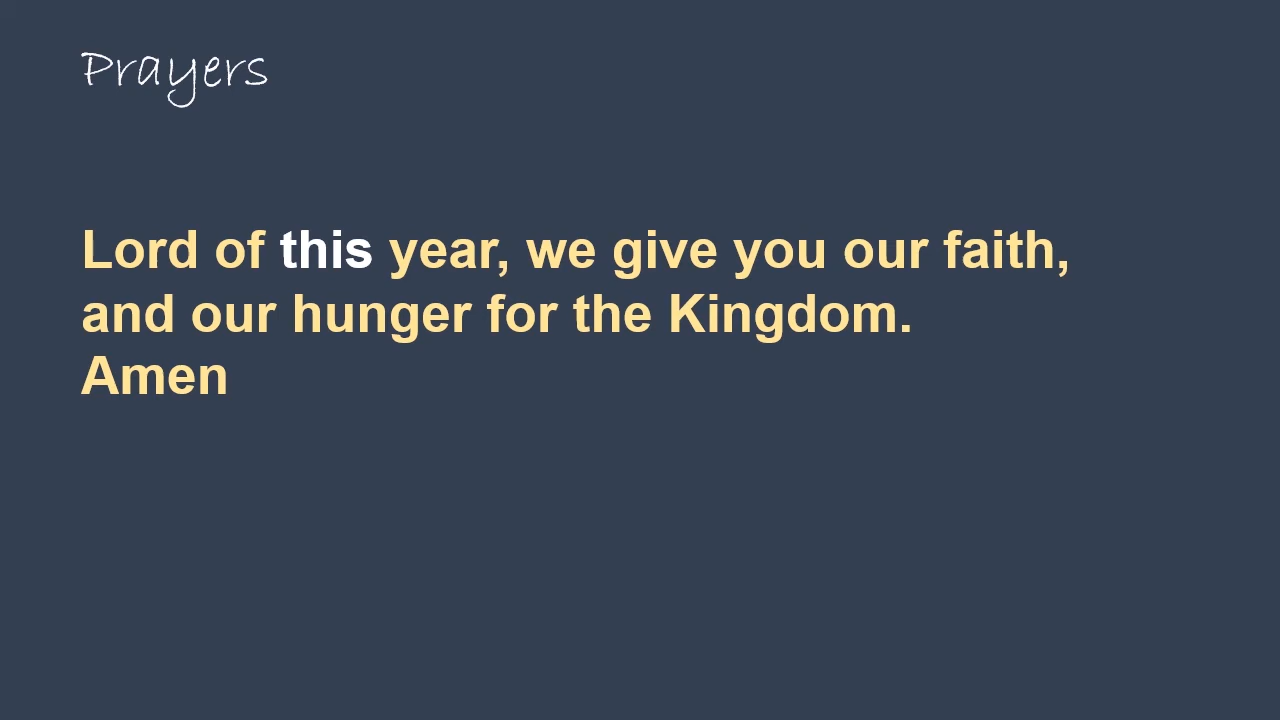 Prayers
Lord of this year, we give you our faith,
and our hunger for the Kingdom.
Amen